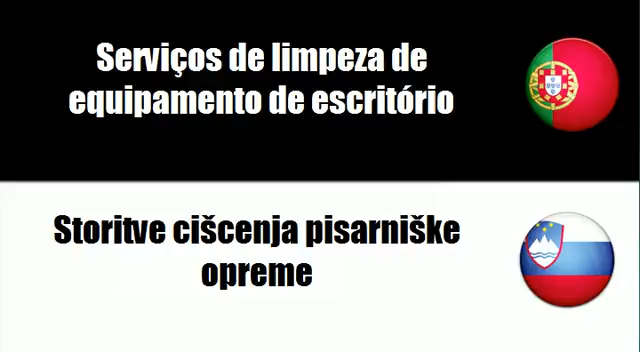 Serviços de limpeza de
equipamento de escritório
Storitve cišcenja pisarniške
opreme